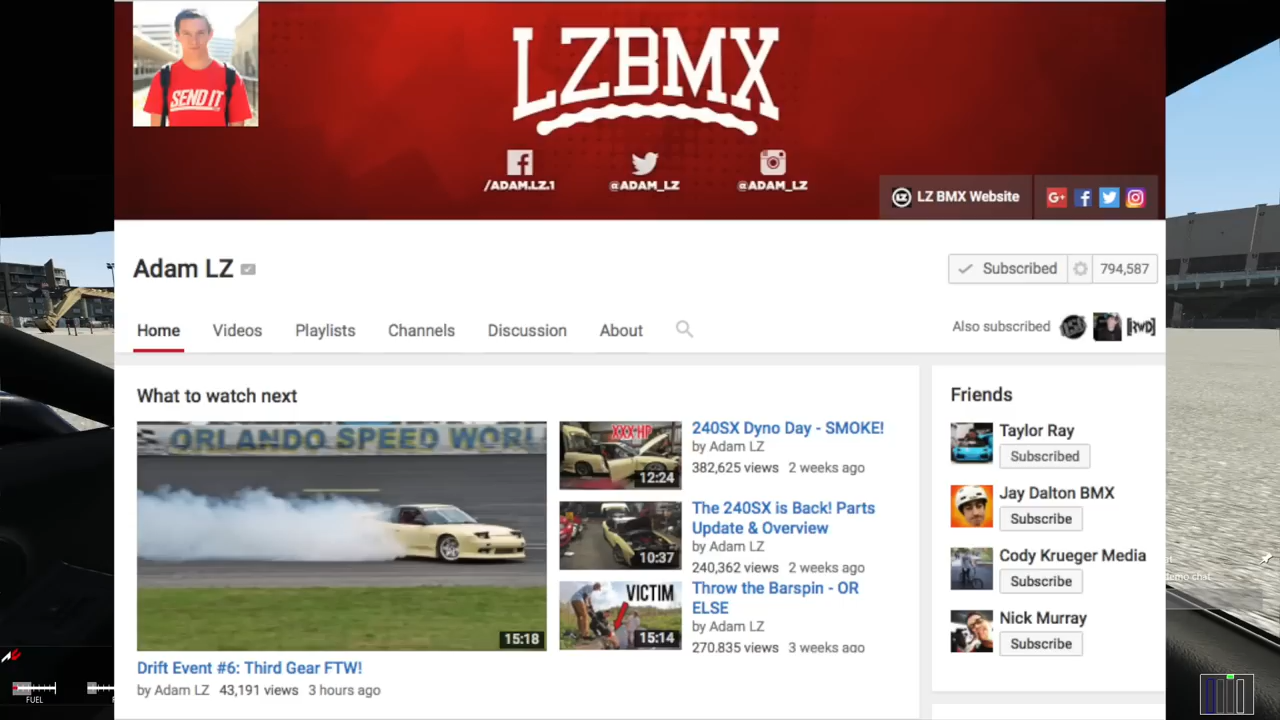 SEND IT
LZBMX
/ADAM.LZ.1 @ADAM_LZ @ADAM_LZ
LZ LZ BMX Website G+
Adam LZ
Subscribed 794,587
Home Videos Playlists Channels Discussion About
Also subscribed RWD
What to watch next
ORLANDO SPEED WORL
15:18
Drift Event #6: Third Gear FTW!
by Adam LZ 43,191 views 3 hours ago
XXX HP
12:24
240SX Dyno Day - SMOKE!
by Adam LZ
382,625 views 2 weeks ago
10:37
The 240SX is Back! Parts
Update & Overview
by Adam LZ
240,362 views 2 weeks ago
VICTIM
15:14
Throw the Barspin - OR
ELSE
by Adam LZ
270,835 views 3 weeks ago
Friends
Taylor Ray
Subscribed
Jay Dalton BMX
Subscribe
Cody Krueger Media
Subscribe
Nick Murray
Subscribe
demo chat
FUEL